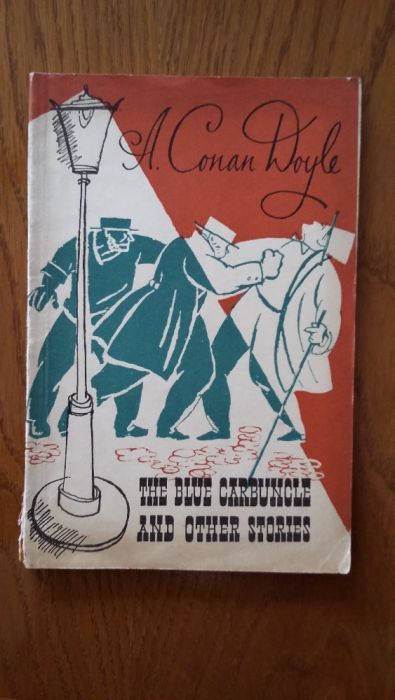 A. Conan Doyle
THE BLUE CARBUNCLE
AND OTHER STORIES